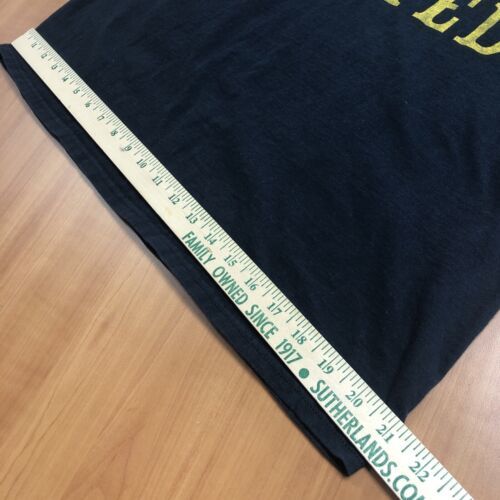 ED
1 2 3 4 5 6 7 8 9 10 11 12 13 14 15 16 17 18 19 20 21 22
FAMILY OWNED SINCE 1917 • SUTHERLANDS.CO